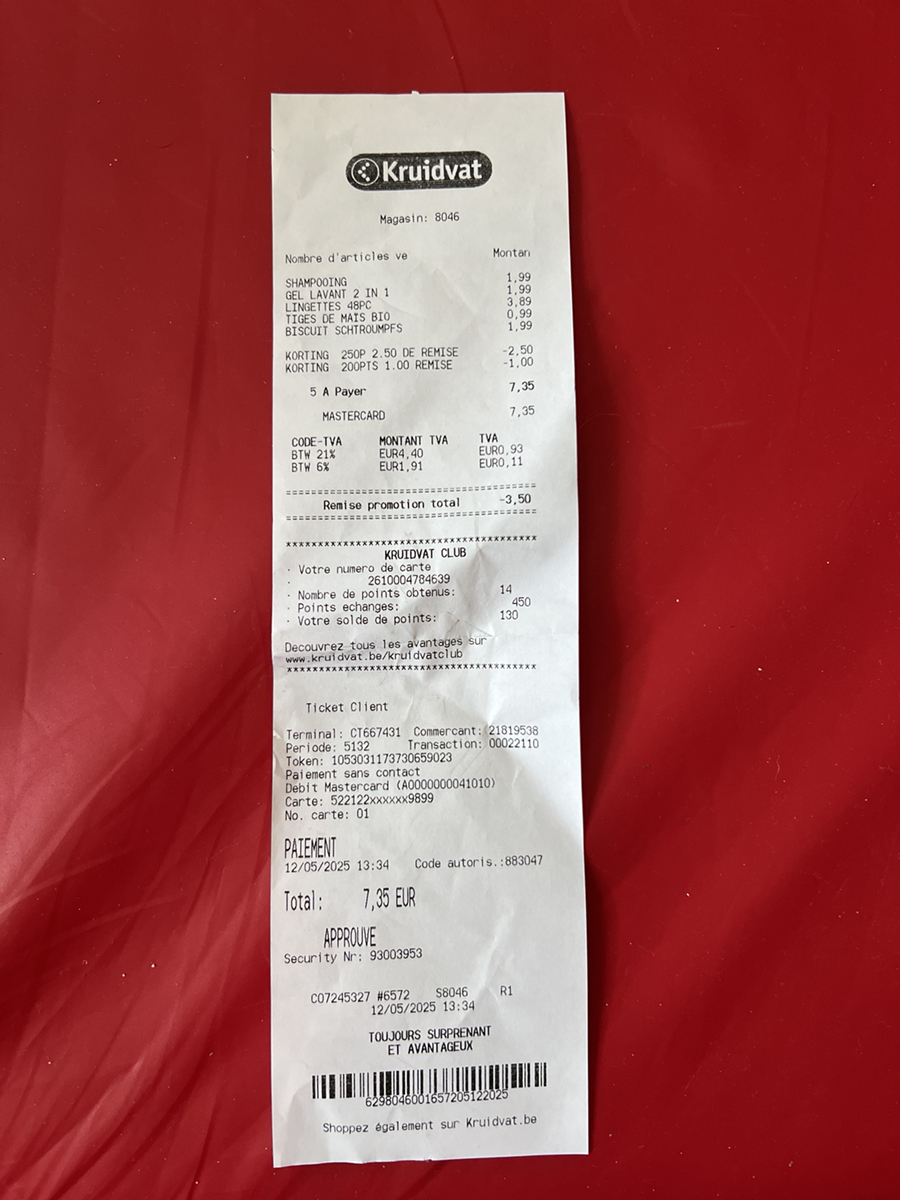 Kruidvat
Magasin: 8046
Nombre d'articles ve Montan
SHAMPOOING 1,99
GEL LAVANT 2 IN 1 1,99
LINGETTES 48PC 3,89
TIGES DE MAIS BIO 0,99
BISCUIT SCHTROUMPFS 1,99
KORTING 250P 2.50 DE REMISE -2,50
KORTING 200PTS 1.00 REMISE -1,00
5 A Payer 7,35
MASTERCARD 7,35
CODE-TVA MONTANT TVA TVA
BTW 21% EUR4,40 EUR0,93
BTW 6% EUR1,91 EUR0,11
===================================
Remise promotion total -3,50
===================================
***********************************
KRUIDVAT CLUB
· Votre numero de carte
· 2610004784639
· Nombre de points obtenus: 14
· Points echanges: 450
· Votre solde de points: 130
Decouvrez tous les avantages sur
www.kruidvat.be/kruidvatclub
***********************************
Ticket Client
Terminal: CT667431 Commercant: 21819538
Periode: 5132 Transaction: 00022110
Token: 1053031173730659023
Paiement sans contact
Debit Mastercard (A0000000041010)
Carte: 522122xxxxxx9899
No. carte: 01
PAIEMENT
12/05/2025 13:34 Code autoris.:883047
Total: 7,35 EUR
APPROUVE
Security Nr: 93003953
C07245327 #6572 S8046 R1
12/05/2025 13:34
TOUJOURS SURPRENANT
ET AVANTAGEUX
6298046001657205122025
Shoppez également sur Kruidvat.be